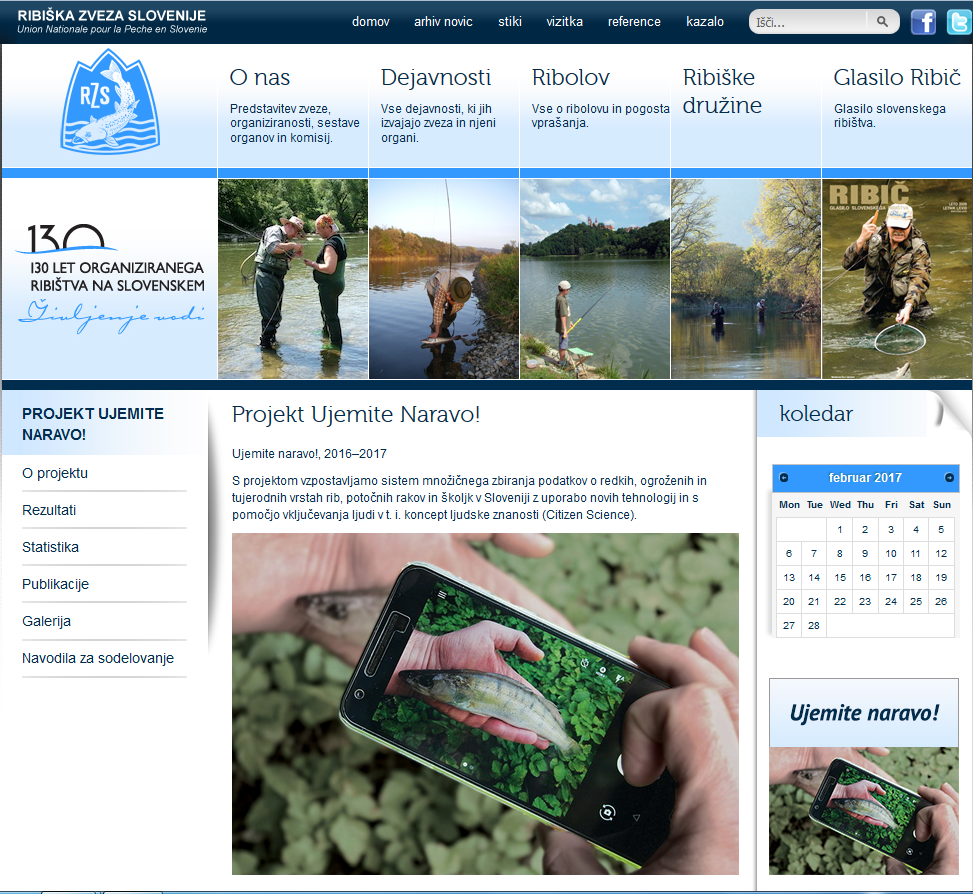 RIBIŠKA ZVEZA SLOVENIJE
Union Nationale pour la Peche en Slovenie
domov arhiv novic stiki vizitka reference kazalo
Išči...
RZS
O nas
Predstavitev zveze,
organiziranosti, sestave
organov in komisij.
Dejavnosti
Vse dejavnosti, ki jih
izvajajo zveza in njeni
organi.
Ribolov
Vse o ribolovu in pogosta
vprašanja.
Ribiške
družine
Glasilo Ribič
Glasilo slovenskega
ribištva.
130
130 LET ORGANIZIRANEGA
RIBIŠTVA NA SLOVENSKEM
Življenje vodi
RIBIČ
PROJEKT UJEMITE
NARAVO!
O projektu
Rezultati
Statistika
Publikacije
Galerija
Navodila za sodelovanje
Projekt Ujemite Naravo!
Ujemite naravo!, 2016–2017
S projektom vzpostavljamo sistem množičnega zbiranja podatkov o redkih, ogroženih in
tujerodnih vrstah rib, potočnih rakov in školjk v Sloveniji z uporabo novih tehnologij in s
pomočjo vključevanja ljudi v t. i. koncept ljudske znanosti (Citizen Science).
koledar
februar 2017
Mon Tue Wed Thu Fri Sat Sun
1 2 3 4 5
6 7 8 9 10 11 12
13 14 15 16 17 18 19
20 21 22 23 24 25 26
27 28
Ujemite naravo!